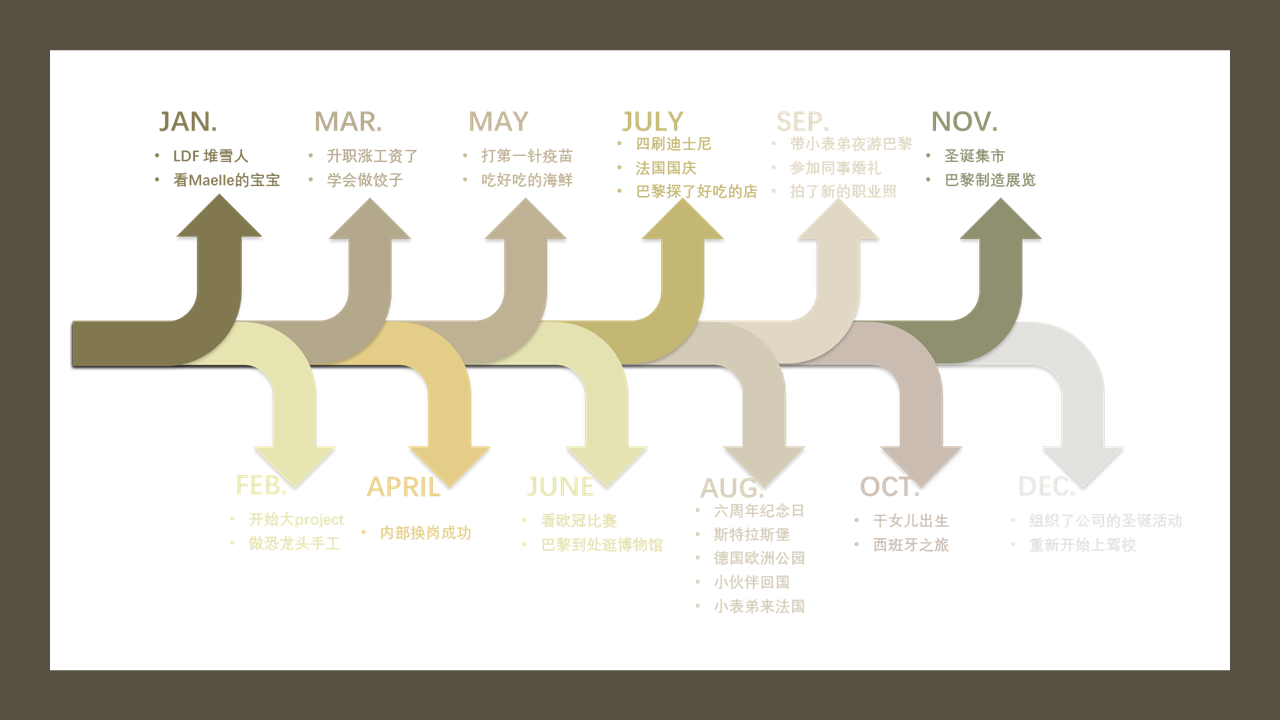 JAN.
• LDF 堆雪人
• 看Maelle的宝宝
MAR.
• 升职涨工资了
• 学会做饺子
MAY
• 打第一针疫苗
• 吃好吃的海鲜
JULY
• 四刷迪士尼
• 法国国庆
• 巴黎探了好吃的店
SEP.
• 带小表弟夜游巴黎
• 参加同事婚礼
• 拍了新的职业照
NOV.
• 圣诞集市
• 巴黎制造展览
FEB.
• 开始大project
• 做恐龙头手工
APRIL
• 内部换岗成功
JUNE
• 看欧冠比赛
• 巴黎到处逛博物馆
AUG.
• 六周年纪念日
• 斯特拉斯堡
• 德国欧洲公园
• 小伙伴回国
• 小表弟来法国
OCT.
• 干女儿出生
• 西班牙之旅
DEC.
• 组织了公司的圣诞活动
• 重新开始上驾校